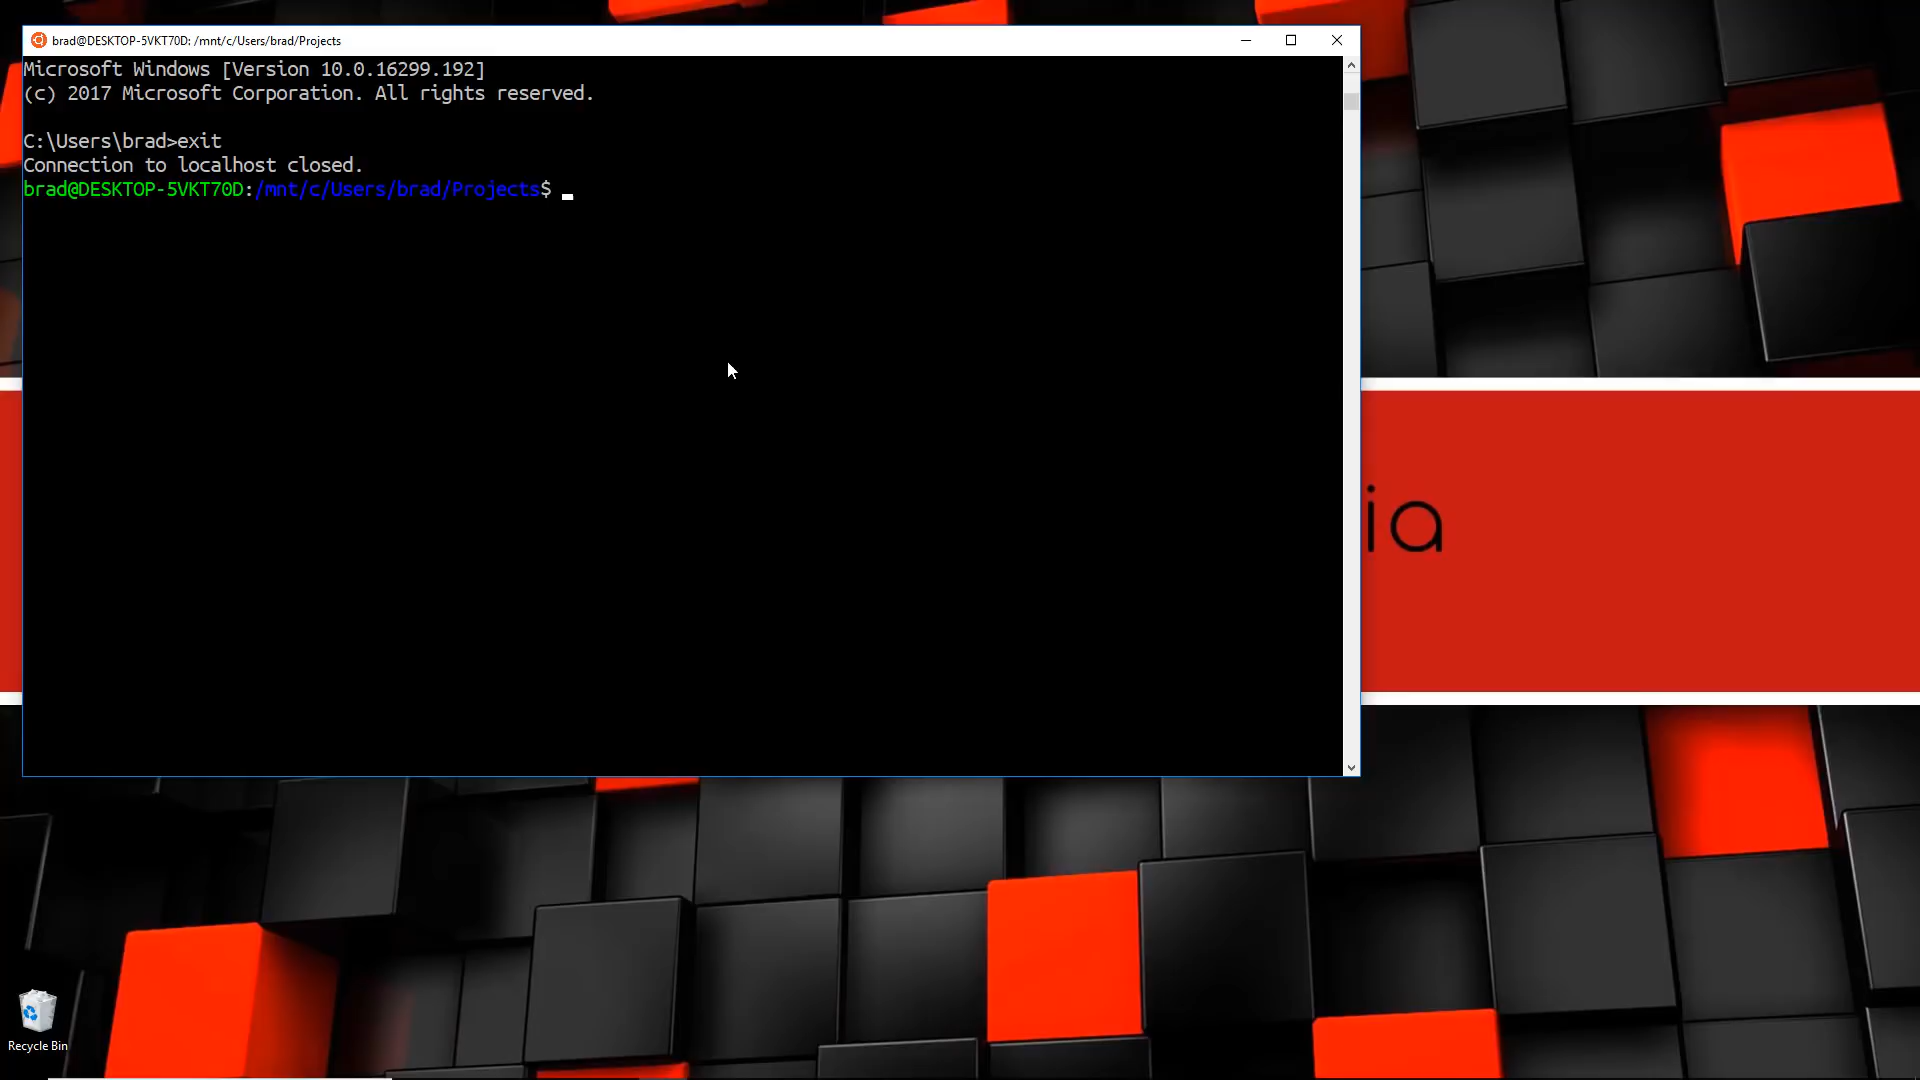 brad@DESKTOP-5VKT70D: /mnt/c/Users/brad/Projects
Microsoft Windows [Version 10.0.16299.192]
(c) 2017 Microsoft Corporation. All rights reserved.
C:\Users\brad>exit
Connection to localhost closed.
brad@DESKTOP-5VKT70D:/mnt/c/Users/brad/Projects$
ia
Recycle Bin